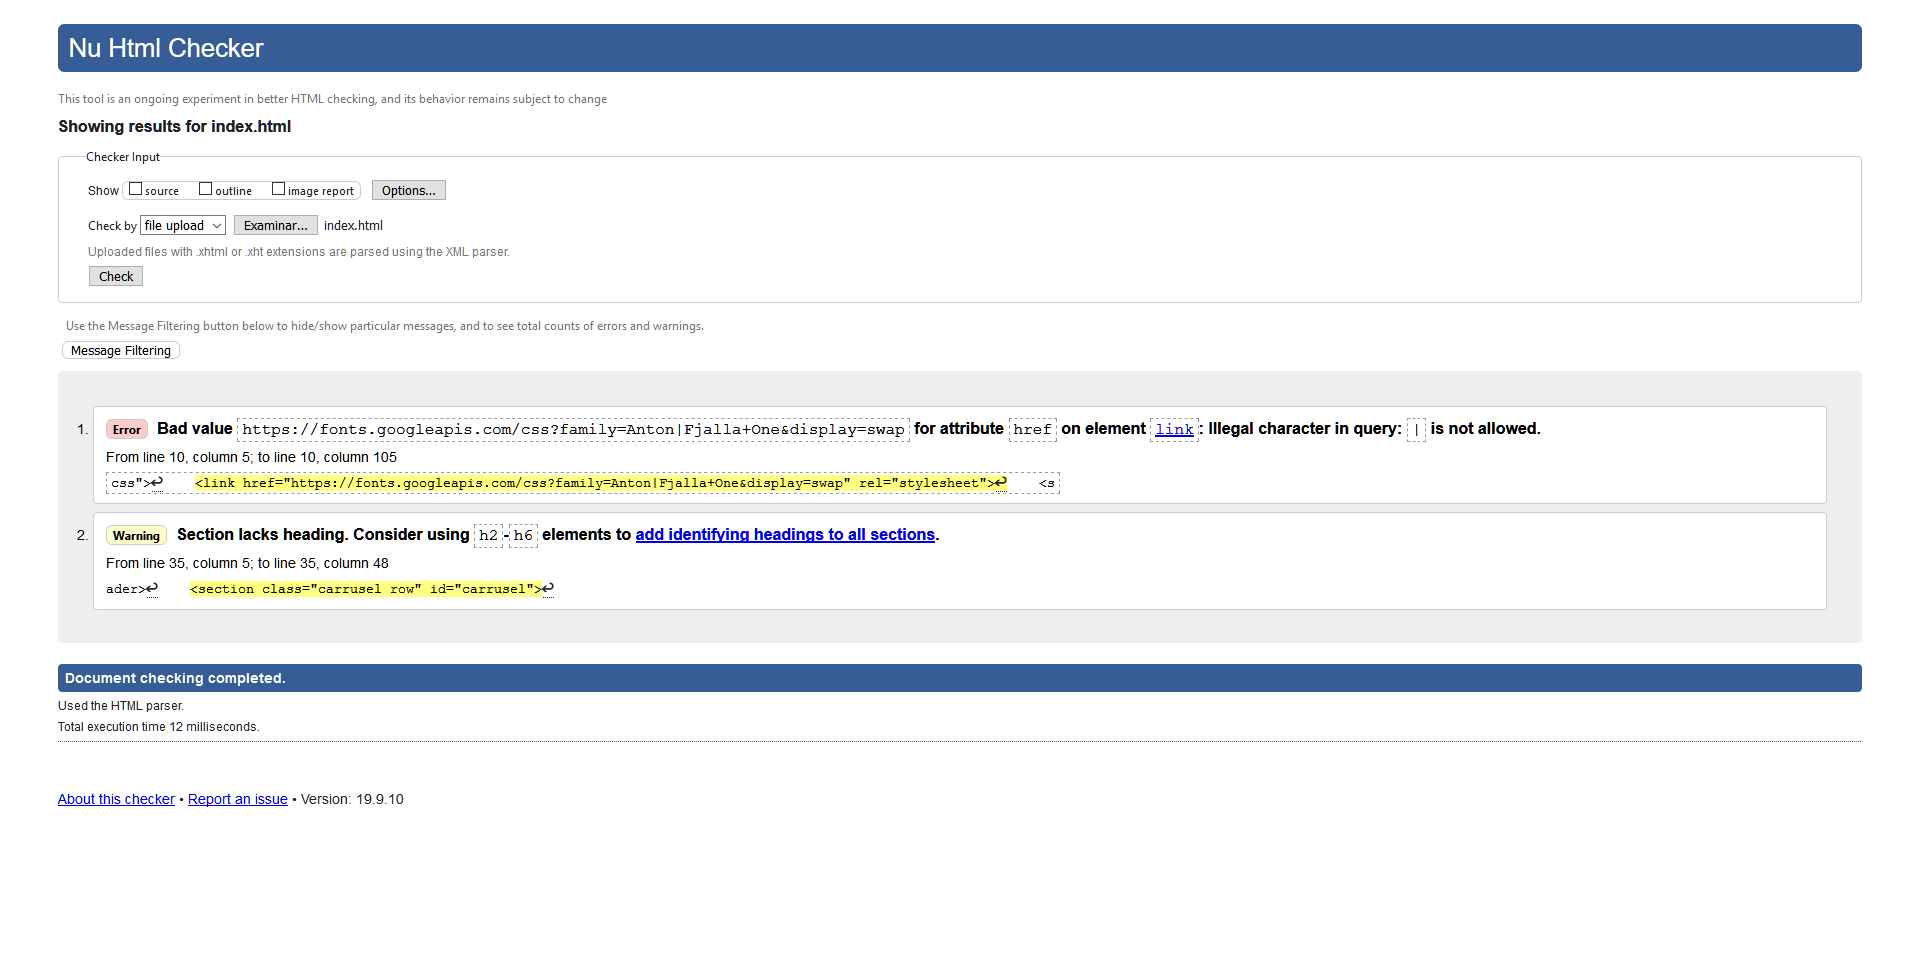 Nu Html Checker
This tool is an ongoing experiment in better HTML checking, and its behavior remains subject to change
Showing results for index.html
Checker Input
Show source outline image report Options...
Check by file upload Examinar... index.html
Uploaded files with .xhtml or .xht extensions are parsed using the XML parser.
Check
Use the Message Filtering button below to hide/show particular messages, and to see total counts of errors and warnings.
Message Filtering
1. Error Bad value https://fonts.googleapis.com/css?family=Anton|Fjalla+One&display=swap for attribute href on element link: Illegal character in query: | is not allowed.
From line 10, column 5; to line 10, column 105
css">↩ <link href="https://fonts.googleapis.com/css?family=Anton|Fjalla+One&display=swap" rel="stylesheet">↩ <s
2. Warning Section lacks heading. Consider using h2-h6 elements to add identifying headings to all sections.
From line 35, column 5; to line 35, column 48
ader>↩ <section class="carrusel row" id="carrusel">↩
Document checking completed.
Used the HTML parser.
Total execution time 12 milliseconds.
About this checker • Report an issue • Version: 19.9.10